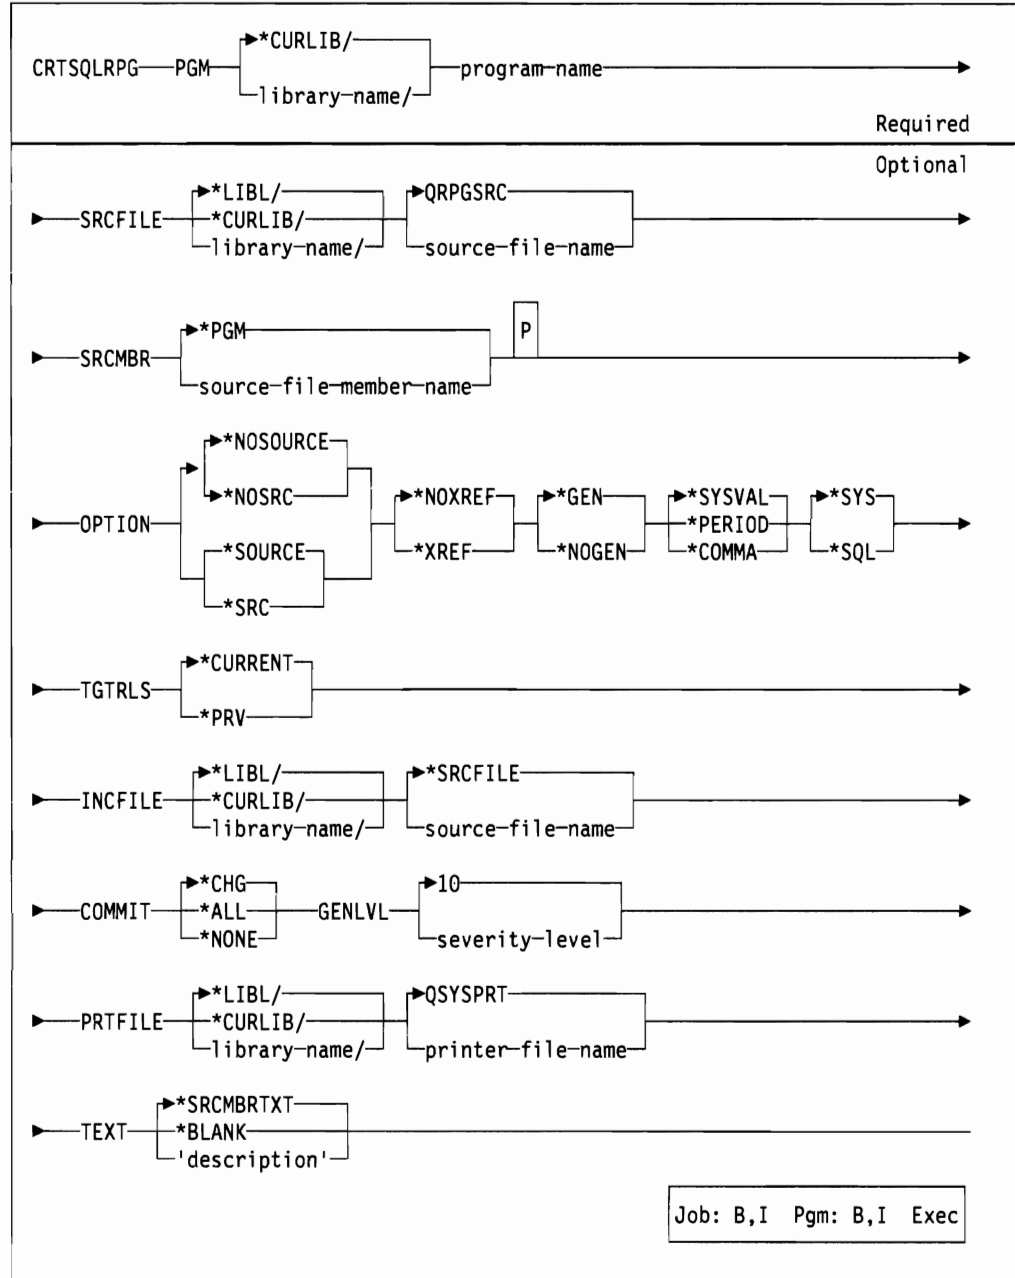 *CURLIB/
CRTSQLRPG PGM program-name
library-name/
Required
Optional
*LIBL/ QRPGSRC
SRCFILE *CURLIB/
library-name/ source-file-name
*PGM P
SRCMBR
source-file-member-name
*NOSOURCE
*NOSRC *NOXREF *GEN *SYSVAL *SYS
OPTION *PERIOD
*SOURCE *XREF *NOGEN *COMMA *SQL
*SRC
*CURRENT
TGTRLS
*PRV
*LIBL/ *SRCFILE
INCFILE *CURLIB/
library-name/ source-file-name
*CHG 10
COMMIT *ALL GENLVL
*NONE severity-level
*LIBL/ QSYSPRT
PRTFILE *CURLIB/
library-name/ printer-file-name
*SRCMBRTXT
TEXT *BLANK
'description'
Job: B,I Pgm: B,I Exec